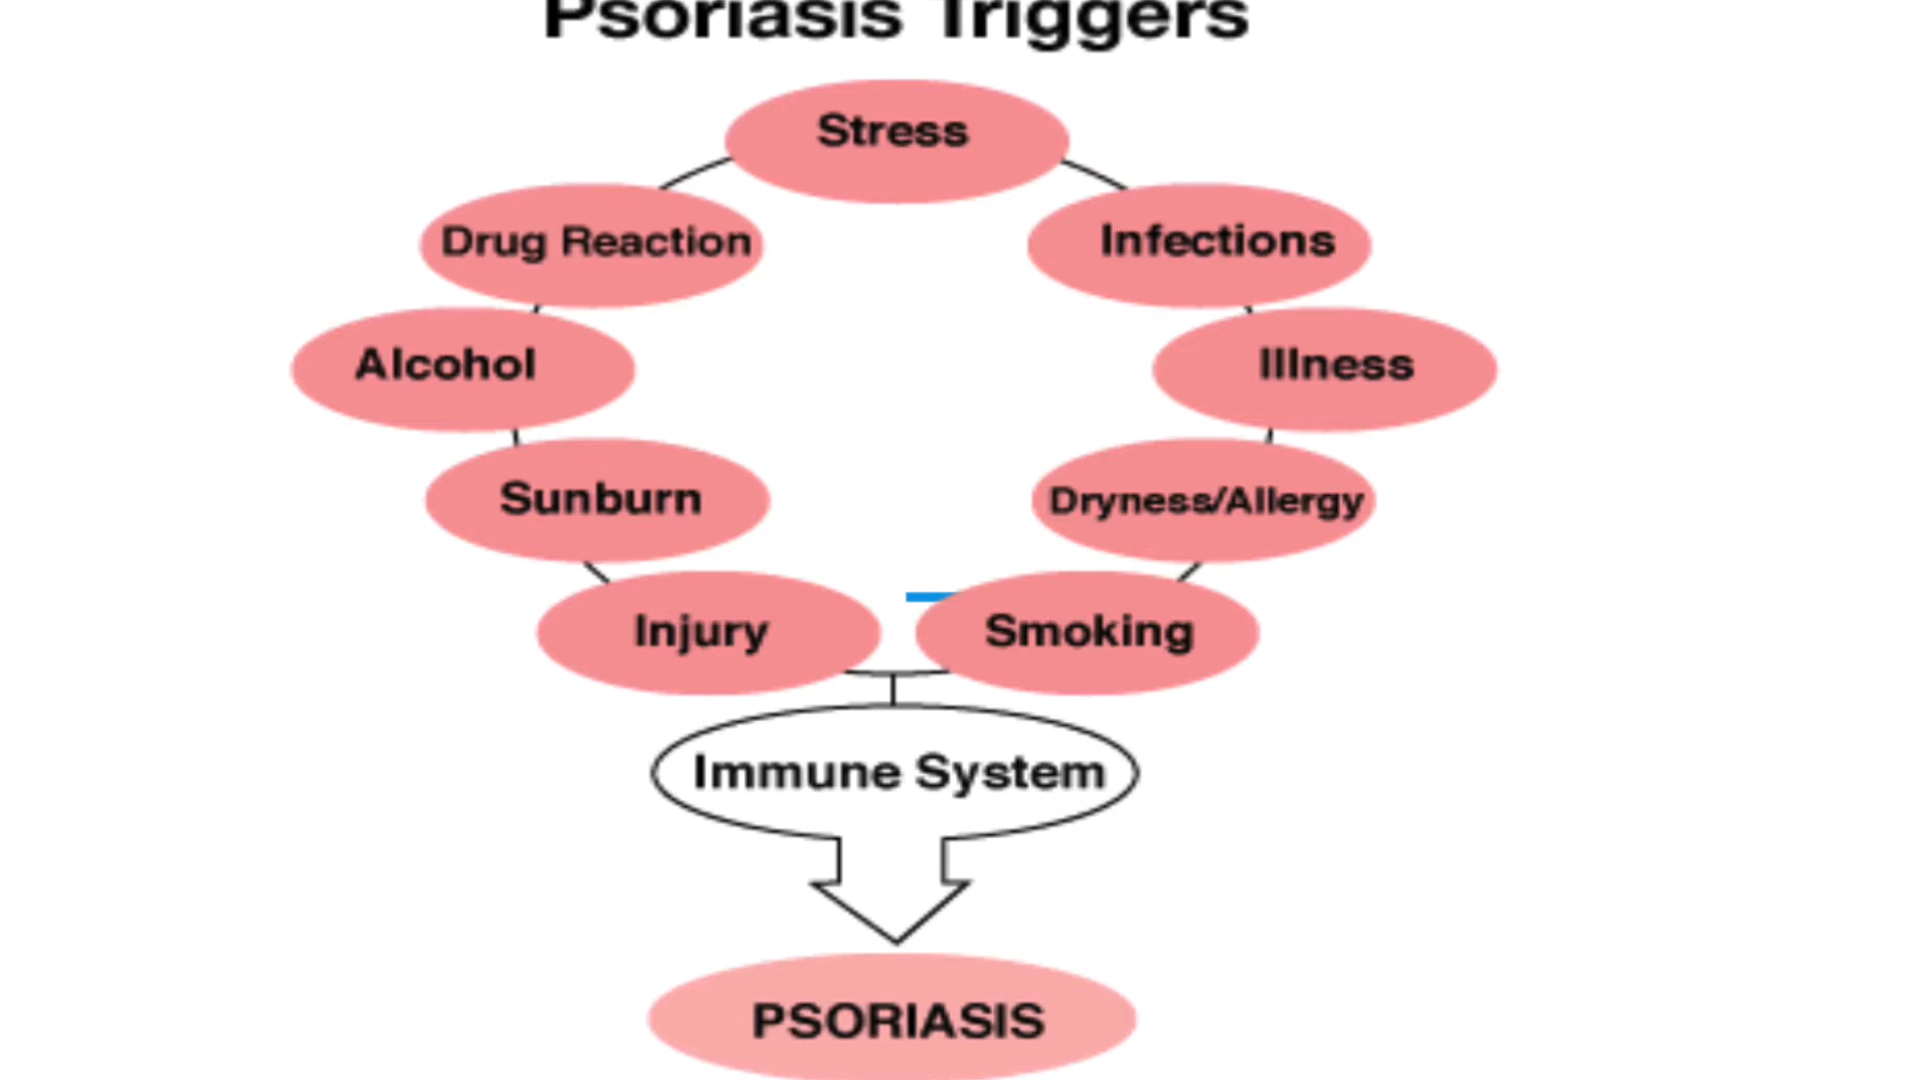 Psoriasis Triggers
Stress
Drug Reaction
Infections
Alcohol
Illness
Sunburn
Dryness/Allergy
Injury
Smoking
Immune System
PSORIASIS